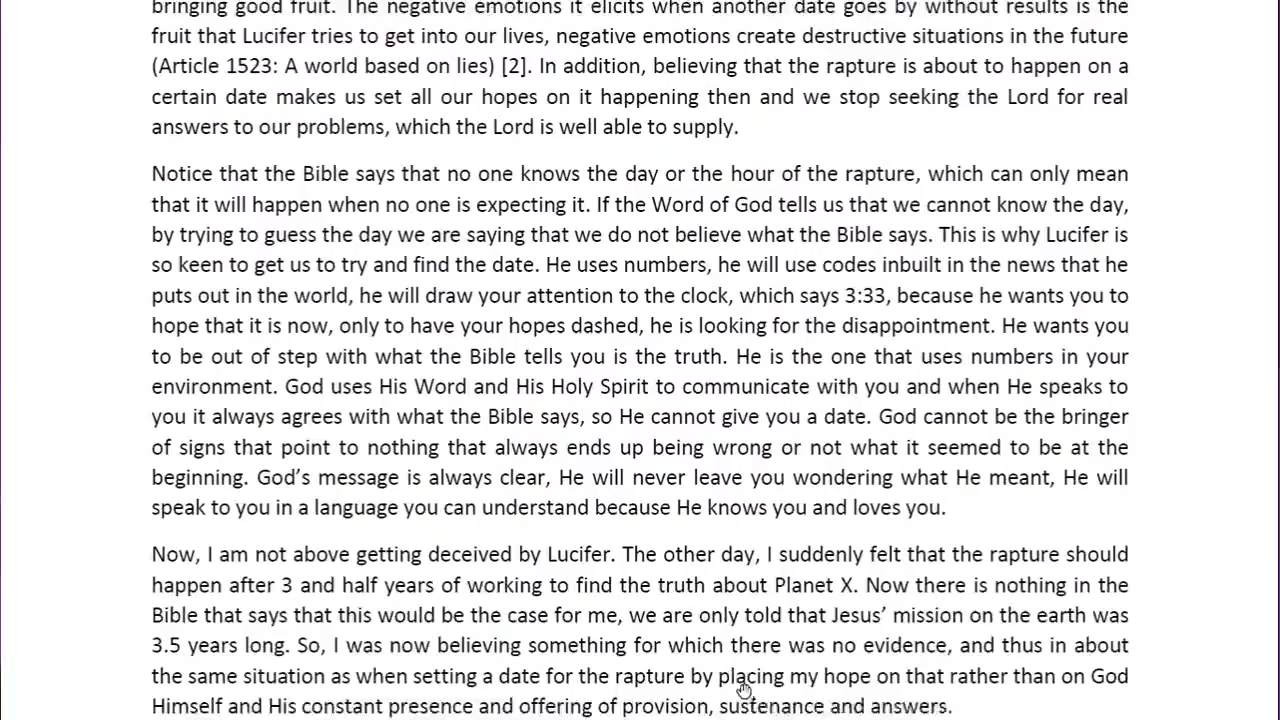 bringing good fruit. The negative emotions it elicits when another date goes by without results is the
fruit that Lucifer tries to get into our lives, negative emotions create destructive situations in the future
(Article 1523: A world based on lies) [2]. In addition, believing that the rapture is about to happen on a
certain date makes us set all our hopes on it happening then and we stop seeking the Lord for real
answers to our problems, which the Lord is well able to supply.
Notice that the Bible says that no one knows the day or the hour of the rapture, which can only mean
that it will happen when no one is expecting it. If the Word of God tells us that we cannot know the day,
by trying to guess the day we are saying that we do not believe what the Bible says. This is why Lucifer is
so keen to get us to try and find the date. He uses numbers, he will use codes inbuilt in the news that he
puts out in the world, he will draw your attention to the clock, which says 3:33, because he wants you to
hope that it is now, only to have your hopes dashed, he is looking for the disappointment. He wants you
to be out of step with what the Bible tells you is the truth. He is the one that uses numbers in your
environment. God uses His Word and His Holy Spirit to communicate with you and when He speaks to
you it always agrees with what the Bible says, so He cannot give you a date. God cannot be the bringer
of signs that point to nothing that always ends up being wrong or not what it seemed to be at the
beginning. God’s message is always clear, He will never leave you wondering what He meant, He will
speak to you in a language you can understand because He knows you and loves you.
Now, I am not above getting deceived by Lucifer. The other day, I suddenly felt that the rapture should
happen after 3 and half years of working to find the truth about Planet X. Now there is nothing in the
Bible that says that this would be the case for me, we are only told that Jesus’ mission on the earth was
3.5 years long. So, I was now believing something for which there was no evidence, and thus in about
the same situation as when setting a date for the rapture by placing my hope on that rather than on God
Himself and His constant presence and offering of provision, sustenance and answers.